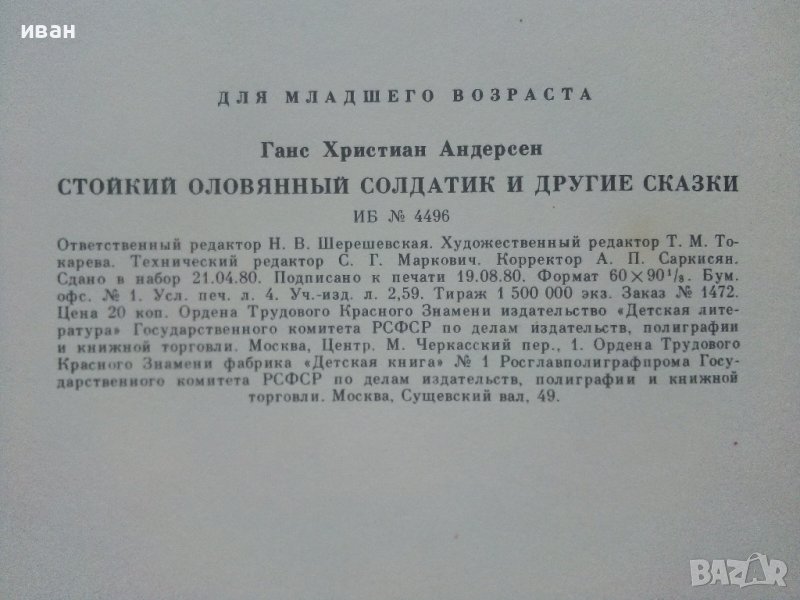 иван
ДЛЯ МЛАДШЕГО ВОЗРАСТА
Ганс Христиан Андерсен
СТОЙКИЙ ОЛОВЯННЫЙ СОЛДАТИК И ДРУГИЕ СКАЗКИ
ИБ № 4496
Ответственный редактор Н. В. Шерешевская. Художественный редактор Т. М. То-
карева. Технический редактор С. Г. Маркович. Корректор А. П. Саркисян.
Сдано в набор 21.04.80. Подписано к печати 19.08.80. Формат 60×90¹/₈. Бум.
офс. № 1. Усл. печ. л. 4. Уч.-изд. л. 2,59. Тираж 1 500 000 экз. Заказ № 1472.
Цена 20 коп. Ордена Трудового Красного Знамени издательство «Детская лите-
ратура» Государственного комитета РСФСР по делам издательств, полиграфии
и книжной торговли. Москва, Центр. М. Черкасский пер., 1. Ордена Трудового
Красного Знамени фабрика «Детская книга» № 1 Росглавполиграфпрома Госу-
дарственного комитета РСФСР по делам издательств, полиграфии и книжной
торговли. Москва, Сущевский вал, 49.
BAZAR